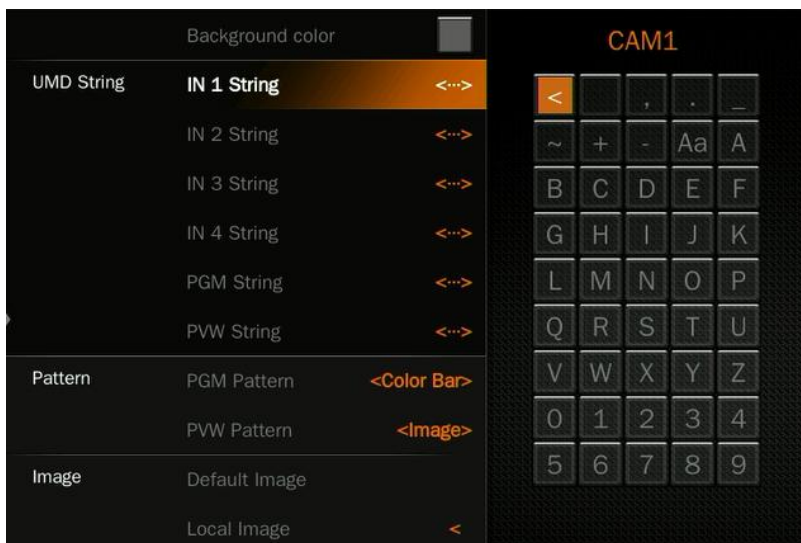 Background color
UMD String IN 1 String <···>
IN 2 String <···>
IN 3 String <···>
IN 4 String <···>
PGM String <···>
PVW String <···>
Pattern PGM Pattern <Color Bar>
PVW Pattern <Image>
Image Default Image
Local Image <
CAM1
< , . _
~ + - Aa A
B C D E F
G H I J K
L M N O P
Q R S T U
V W X Y Z
0 1 2 3 4
5 6 7 8 9